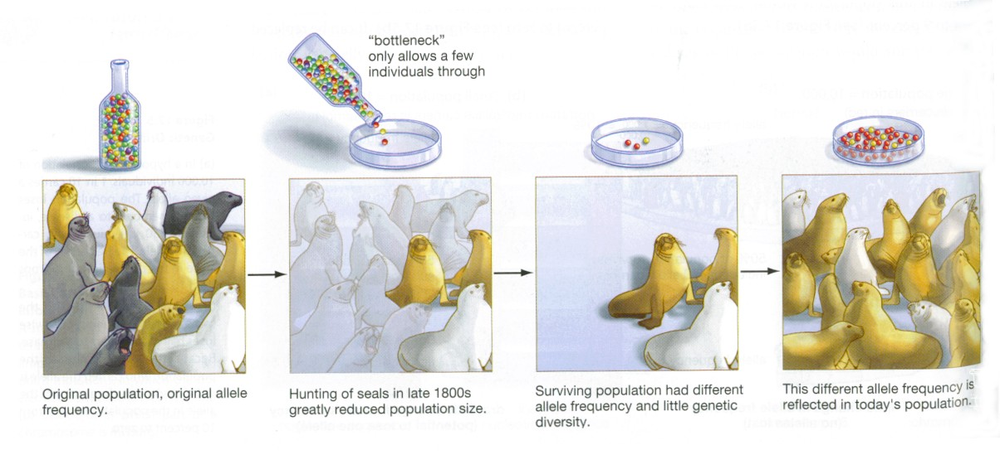 "bottleneck"
only allows a few
individuals through
Original population, original allele
frequency.
Hunting of seals in late 1800s
greatly reduced population size.
Surviving population had different
allele frequency and little genetic
diversity.
This different allele frequency is
reflected in today's population.